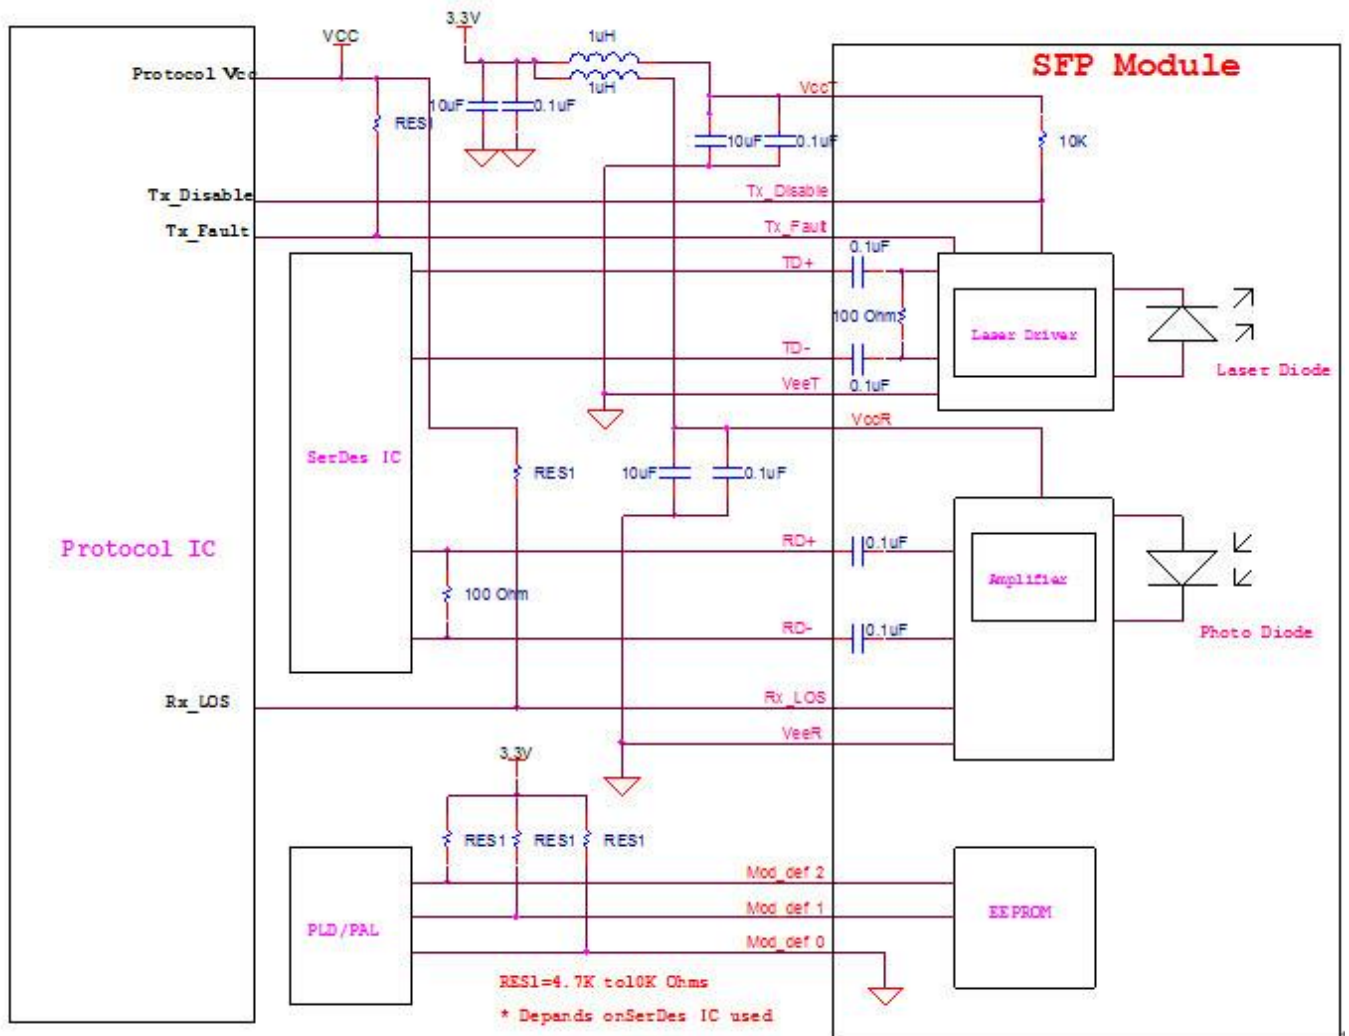 3.3V
VCC
1uH
SFP Module
Protocol Vcc
1uH
VccT
10uF
0.1uF
RES1
10uF
0.1uF
10K
Tx_Disable
Tx_Disable
Tx_Fault
Tx_Fault
0.1uF
TD+
100 Ohm
Laser Driver
TD-
Laser Diode
VeeT
0.1uF
VccR
SerDes IC
RES1
10uF
0.1uF
Protocol IC
RD+
0.1uF
Amplifier
100 Ohm
RD-
0.1uF
Photo Diode
Rx_LOS
Rx_LOS
VeeR
3.3V
RES1
RES1
RES1
Mod_def 2
Mod_def 1
EEPROM
PLD/PAL
Mod_def 0
RES1=4.7K to10K Ohms
* Depands onSerDes IC used